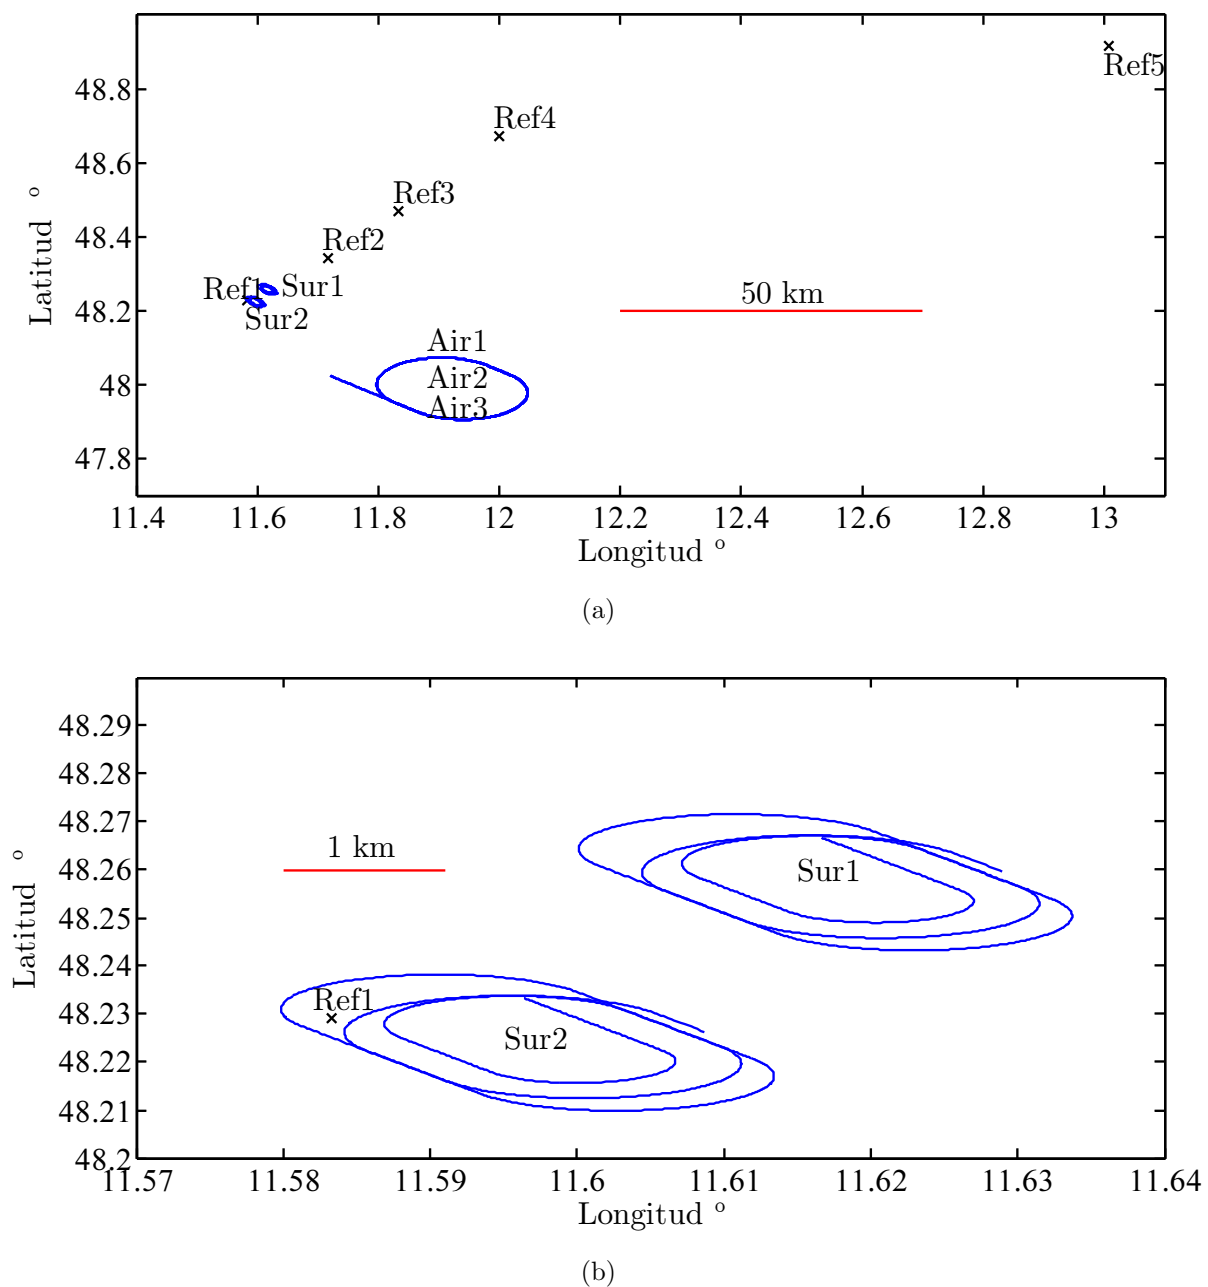 Ref5
48.8
Ref4
48.6
Ref3
48.4
Ref2
Ref1
Sur1
50 km
48.2
Sur2
Air1
48
Air2
Air3
47.8
11.4 11.6 11.8 12 12.2 12.4 12.6 12.8 13
Latitud º
Longitud º
(a)
48.29
48.28
48.27
1 km
48.26
Sur1
48.25
48.24
Ref1
48.23
Sur2
48.22
48.21
48.2
11.57 11.58 11.59 11.6 11.61 11.62 11.63 11.64
Latitud º
Longitud º
(b)